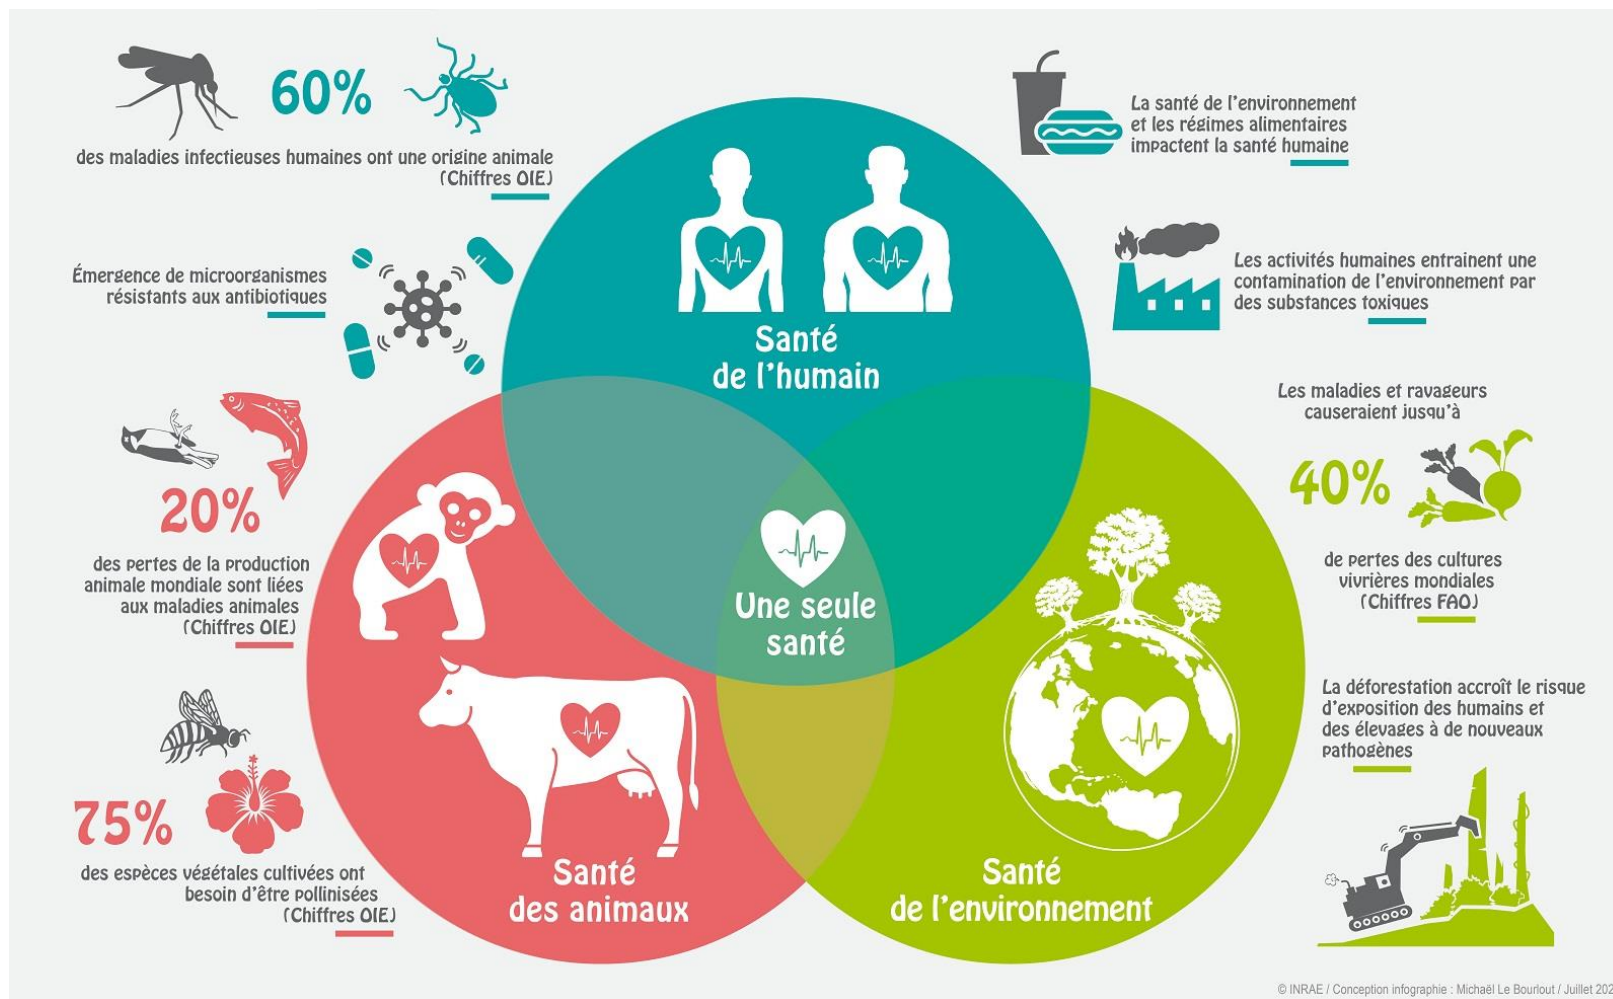 60%
des maladies infectieuses humaines ont une origine animale
(Chiffres OIE)
Émergence de microorganismes
résistants aux antibiotiques
20%
des pertes de la production
animale mondiale sont liées
aux maladies animales
(Chiffres OIE)
75%
des espèces végétales cultivées ont
besoin d'être pollinisées
(Chiffres OIE)
Santé
de l'humain
Une seule
santé
Santé
des animaux
Santé
de l'environnement
La santé de l'environnement
et les régimes alimentaires
impactent la santé humaine
Les activités humaines entrainent une
contamination de l'environnement par
des substances toxiques
Les maladies et ravageurs
causeraient jusqu'à
40%
de pertes des cultures
vivrières mondiales
(Chiffres FAO)
La déforestation accroît le risque
d'exposition des humains et
des élevages à de nouveaux
pathogènes
© INRAE / Conception infographie : Michaël Le Bourlout / Juillet 202